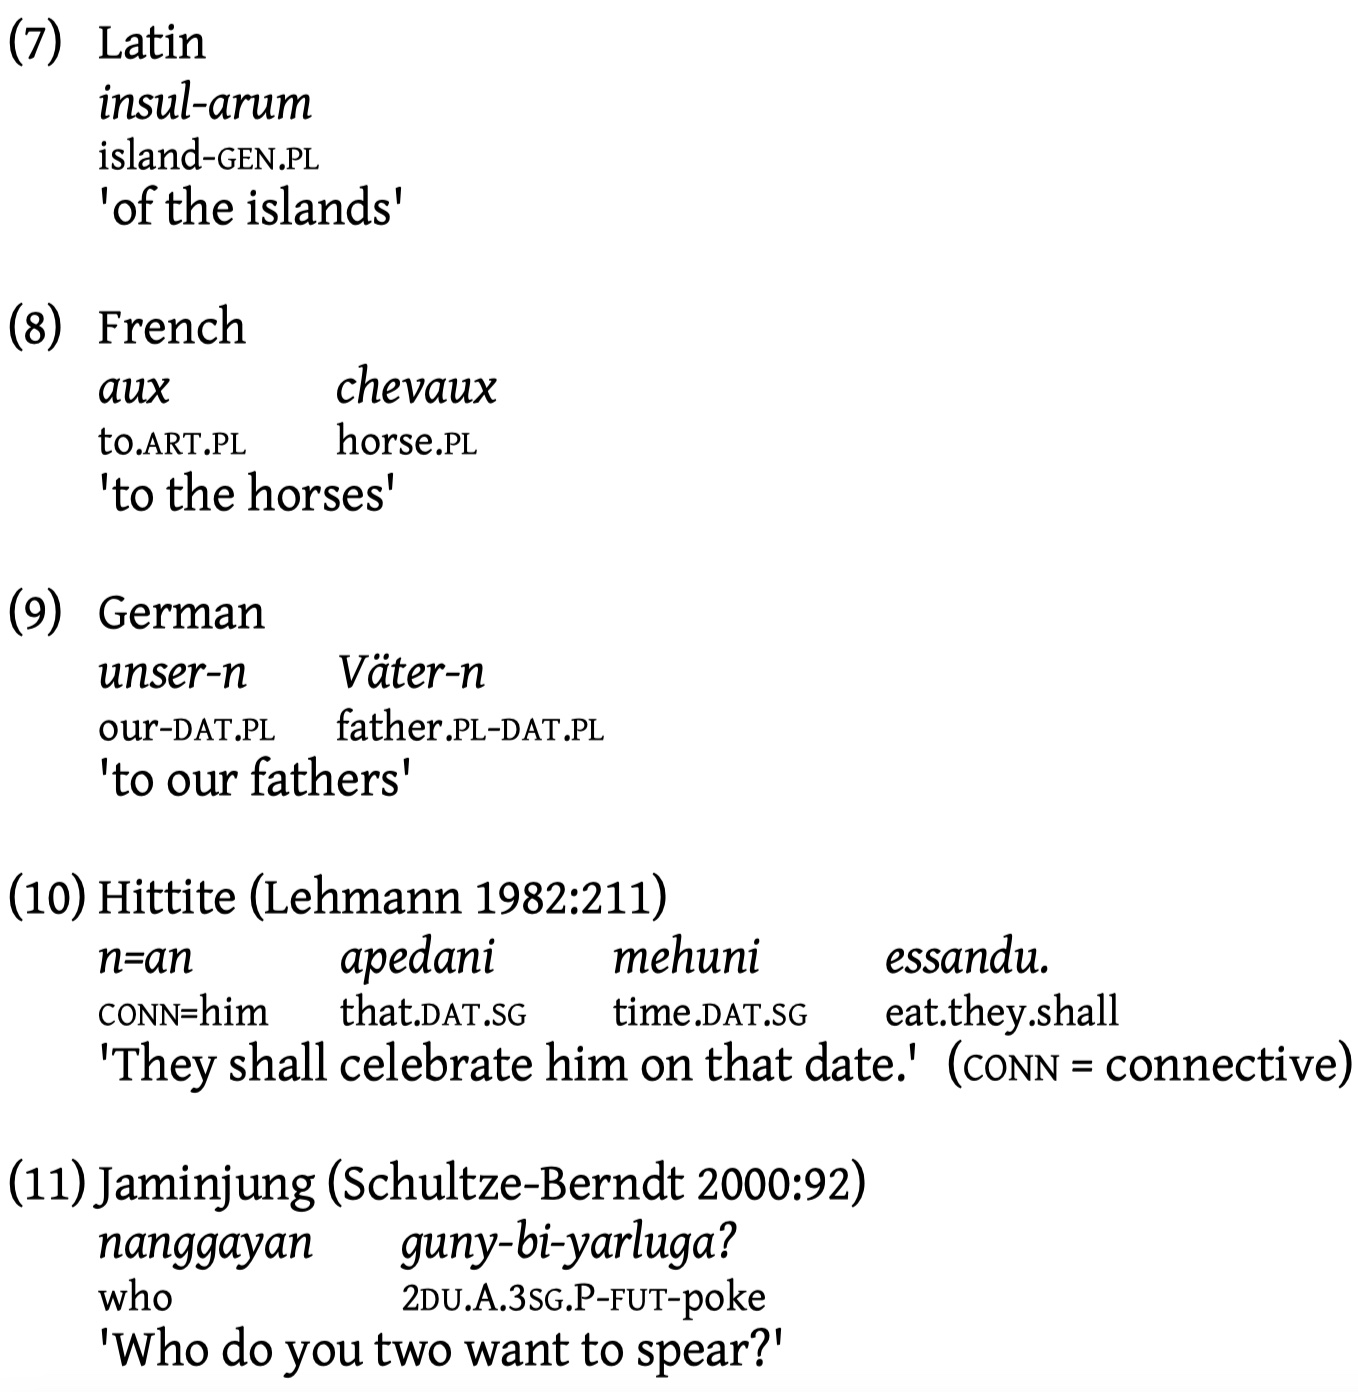 (7) Latin
insul-arum
island-GEN.PL
'of the islands'
(8) French
aux chevaux
to.ART.PL horse.PL
'to the horses'
(9) German
unser-n Väter-n
our-DAT.PL father.PL-DAT.PL
'to our fathers'
(10) Hittite (Lehmann 1982:211)
n=an apedani mehuni essandu.
CONN=him that.DAT.SG time.DAT.SG eat.they.shall
'They shall celebrate him on that date.' (CONN = connective)
(11) Jaminjung (Schultze-Berndt 2000:92)
nanggayan guny-bi-yarluga?
who 2DU.A.3SG.P-FUT-poke
'Who do you two want to spear?'